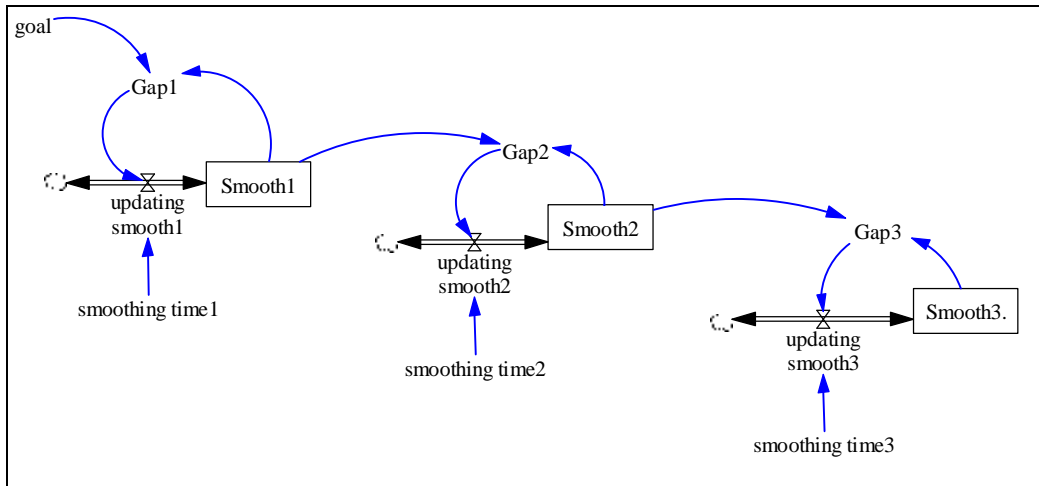 goal
Gap1
Smooth1
updating
smooth1
smoothing time1
Gap2
Smooth2
updating
smooth2
smoothing time2
Gap3
Smooth3.
updating
smooth3
smoothing time3